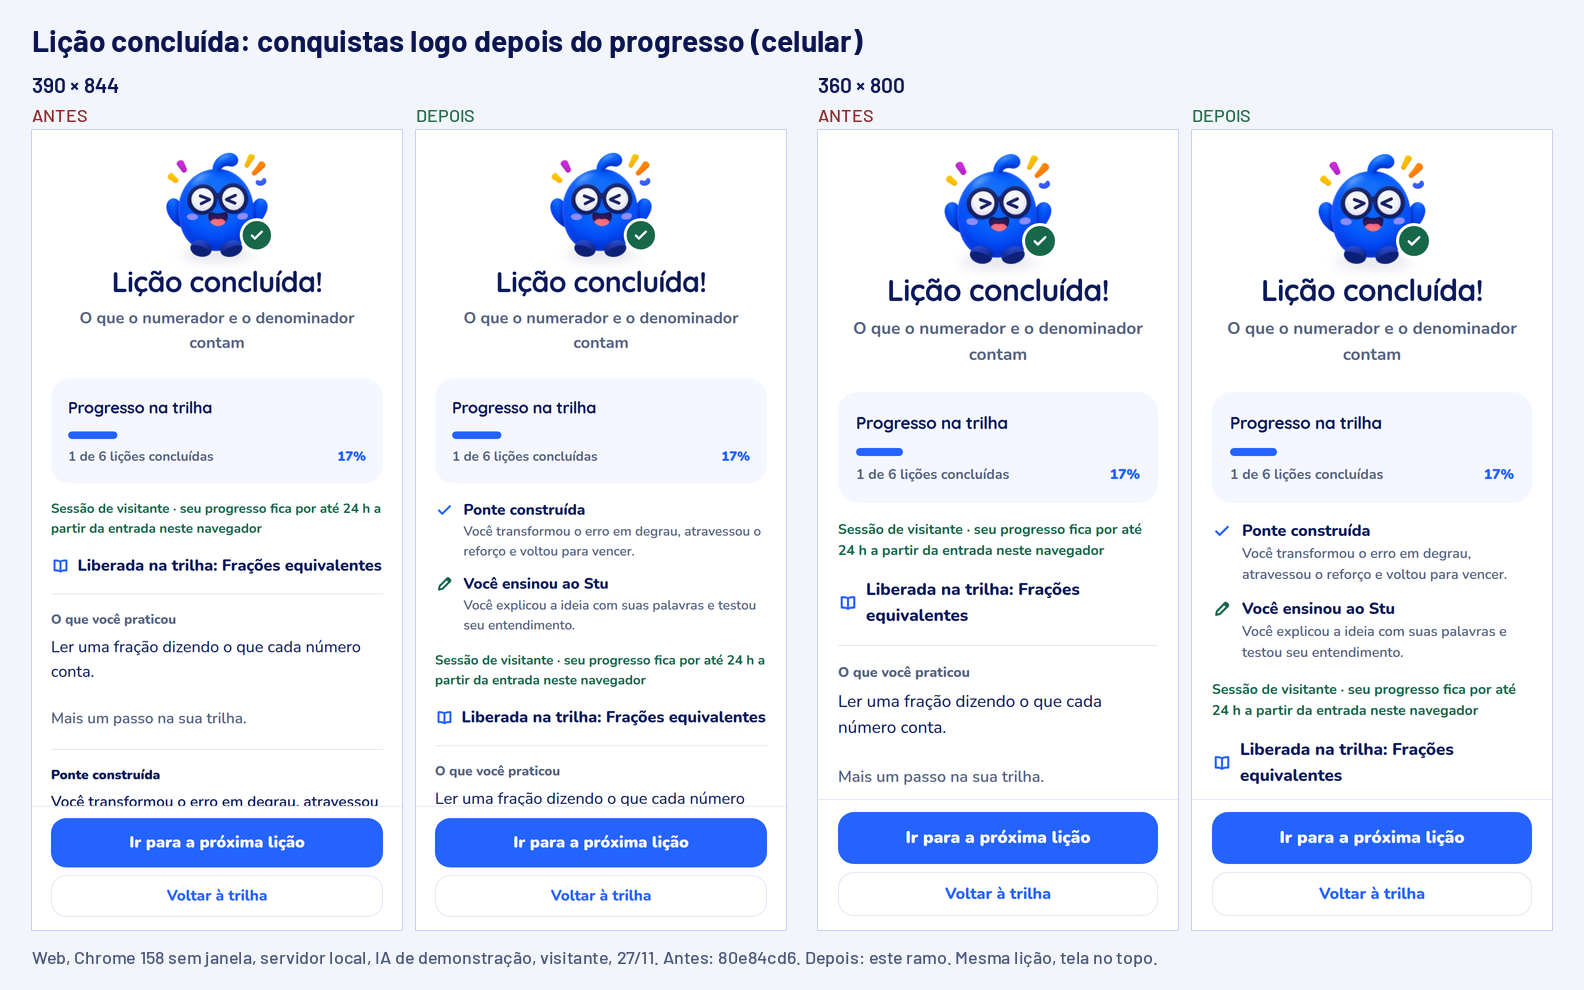 Lição concluída: conquistas logo depois do progresso (celular)
390 × 844
ANTES
Lição concluída!
O que o numerador e o denominador
contam
Progresso na trilha
1 de 6 lições concluídas 17%
Sessão de visitante · seu progresso fica por até 24 h a
partir da entrada neste navegador
Liberada na trilha: Frações equivalentes
O que você praticou
Ler uma fração dizendo o que cada número
conta.
Mais um passo na sua trilha.
Ponte construída
Você transformou o erro em degrau, atravessou
Ir para a próxima lição
Voltar à trilha
DEPOIS
Lição concluída!
O que o numerador e o denominador
contam
Progresso na trilha
1 de 6 lições concluídas 17%
Ponte construída
Você transformou o erro em degrau, atravessou o
reforço e voltou para vencer.
Você ensinou ao Stu
Você explicou a ideia com suas palavras e testou
seu entendimento.
Sessão de visitante · seu progresso fica por até 24 h a
partir da entrada neste navegador
Liberada na trilha: Frações equivalentes
O que você praticou
Ler uma fração dizendo o que cada número
Ir para a próxima lição
Voltar à trilha
360 × 800
ANTES
Lição concluída!
O que o numerador e o denominador
contam
Progresso na trilha
1 de 6 lições concluídas 17%
Sessão de visitante · seu progresso fica por até
24 h a partir da entrada neste navegador
Liberada na trilha: Frações
equivalentes
O que você praticou
Ler uma fração dizendo o que cada
número conta.
Mais um passo na sua trilha.
Ir para a próxima lição
Voltar à trilha
DEPOIS
Lição concluída!
O que o numerador e o denominador
contam
Progresso na trilha
1 de 6 lições concluídas 17%
Ponte construída
Você transformou o erro em degrau,
atravessou o reforço e voltou para vencer.
Você ensinou ao Stu
Você explicou a ideia com suas palavras e
testou seu entendimento.
Sessão de visitante · seu progresso fica por até
24 h a partir da entrada neste navegador
Liberada na trilha: Frações
equivalentes
Ir para a próxima lição
Voltar à trilha
Web, Chrome 158 sem janela, servidor local, IA de demonstração, visitante, 27/11. Antes: 80e84cd6. Depois: este ramo. Mesma lição, tela no topo.